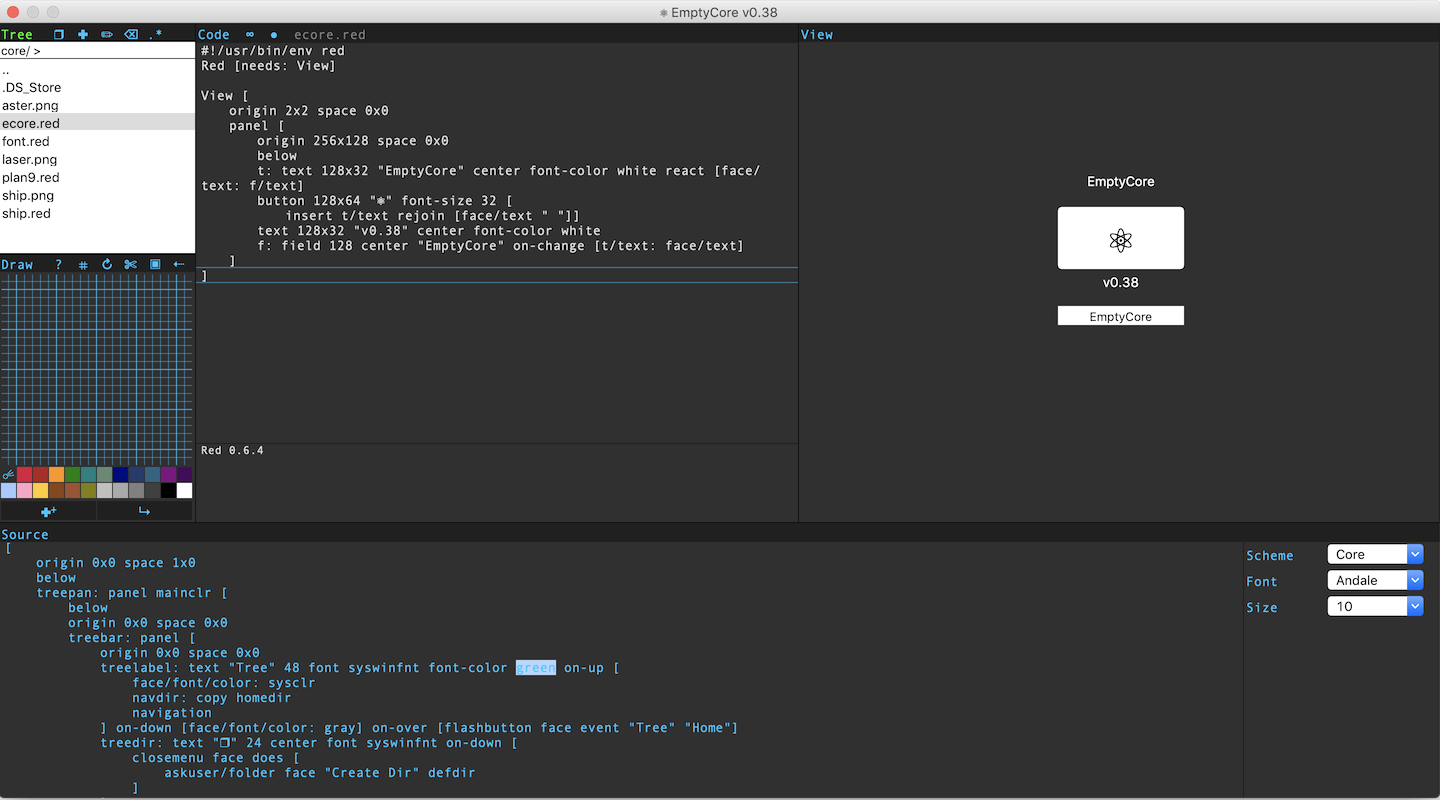 ⚛ EmptyCore v0.38
Tree
Code ∞ ● ecore.red
View
core/ >
..
.DS_Store
aster.png
ecore.red
font.red
laser.png
plan9.red
ship.png
ship.red
#!/usr/bin/env red
Red [needs: View]
View [
origin 2x2 space 0x0
panel [
origin 256x128 space 0x0
below
t: text 128x32 "EmptyCore" center font-color white react [face/
text: f/text]
button 128x64 "⚛" font-size 32 [
insert t/text rejoin [face/text " "]]
text 128x32 "v0.38" center font-color white
f: field 128 center "EmptyCore" on-change [t/text: face/text]
]
]
EmptyCore
⚛
v0.38
EmptyCore
Draw ? #
Red 0.6.4
Source
[
origin 0x0 space 1x0
below
treepan: panel mainclr [
below
origin 0x0 space 0x0
treebar: panel [
origin 0x0 space 0x0
treelabel: text "Tree" 48 font syswinfnt font-color green on-up [
face/font/color: sysclr
navdir: copy homedir
navigation
] on-down [face/font/color: gray] on-over [flashbutton face event "Tree" "Home"]
treedir: text "❐" 24 center font syswinfnt on-down [
closemenu face does [
askuser/folder face "Create Dir" defdir
]
Scheme Core
Font Andale
Size 10